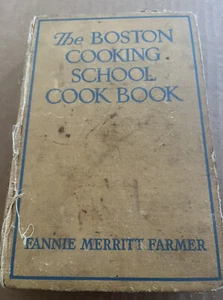 The BOSTON
COOKING
SCHOOL
COOK BOOK
FANNIE MERRITT FARMER